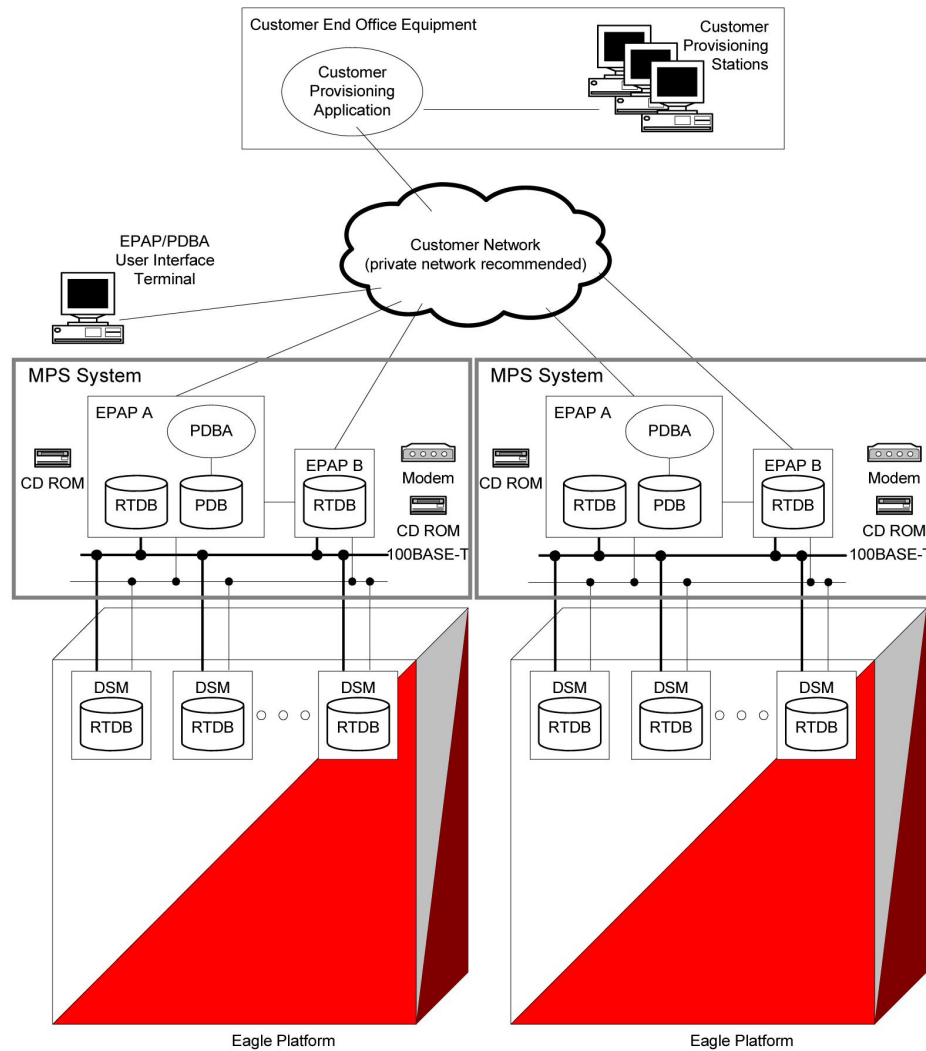 Customer End Office Equipment
Customer
Provisioning
Stations
Customer
Provisioning
Application
Customer Network
(private network recommended)
EPAP/PDBA
User Interface
Terminal
MPS System
EPAP A
PDBA
CD ROM
RTDB
PDB
EPAP B
RTDB
Modem
CD ROM
100BASE-T
MPS System
EPAP A
PDBA
CD ROM
RTDB
PDB
EPAP B
RTDB
Modem
CD ROM
100BASE-T
DSM
RTDB
DSM
RTDB
DSM
RTDB
DSM
RTDB
DSM
RTDB
DSM
RTDB
Eagle Platform
Eagle Platform